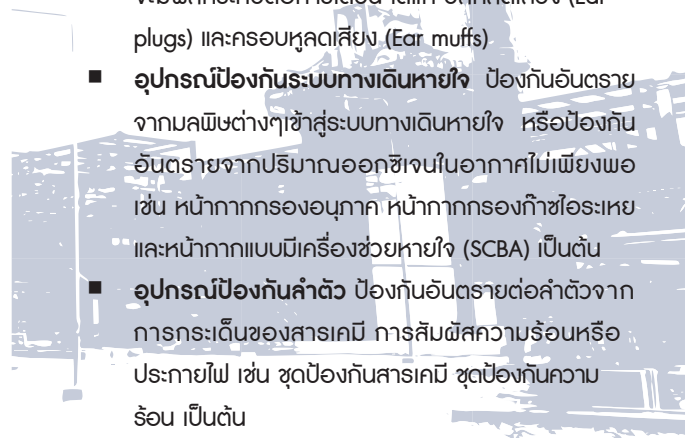 plugs) และครอบหูลดเสียง (Ear muffs)
▪ อุปกรณ์ป้องกันระบบทางเดินหายใจ ป้องกันอันตราย
จากมลพิษต่างๆเข้าสู่ระบบทางเดินหายใจ หรือป้องกัน
อันตรายจากปริมาณออกซิเจนในอากาศไม่เพียงพอ
เช่น หน้ากากกรองอนุภาค หน้ากากกรองก๊าซไอระเหย
และหน้ากากแบบมีเครื่องช่วยหายใจ (SCBA) เป็นต้น
▪ อุปกรณ์ป้องกันลำตัว ป้องกันอันตรายต่อลำตัวจาก
การกระเด็นของสารเคมี การสัมผัสความร้อนหรือ
ประกายไฟ เช่น ชุดป้องกันสารเคมี ชุดป้องกันความ
ร้อน เป็นต้น